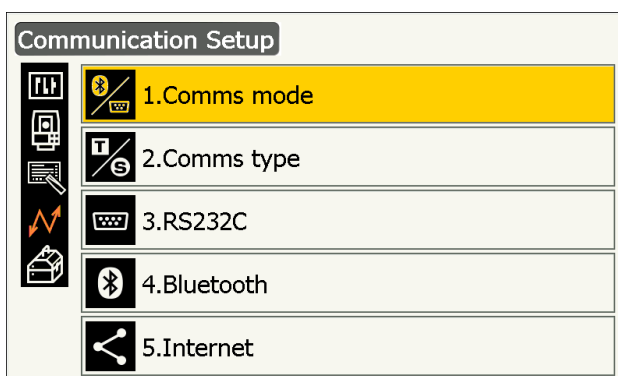 Communication Setup
1.Comms mode
T S
2.Comms type
3.RS232C
4.Bluetooth
5.Internet